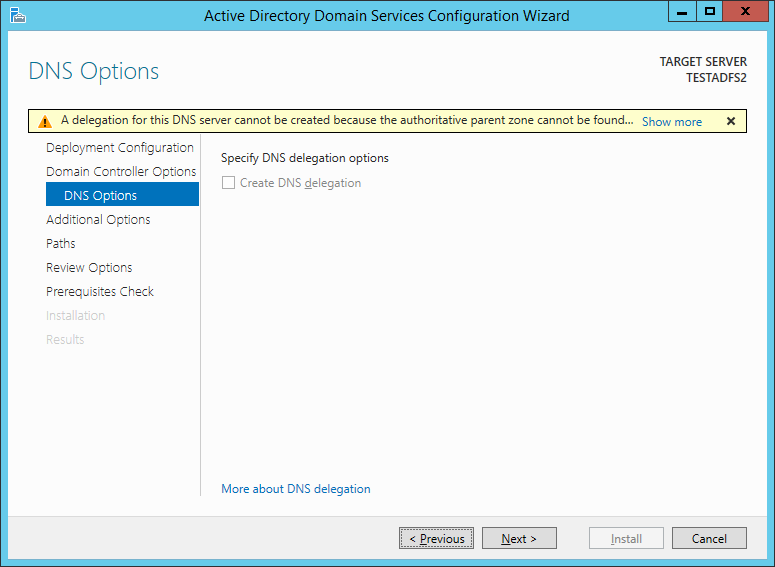 Active Directory Domain Services Configuration Wizard
DNS Options
TARGET SERVER
TESTADFS2
A delegation for this DNS server cannot be created because the authoritative parent zone cannot be found... Show more
Deployment Configuration
Domain Controller Options
DNS Options
Additional Options
Paths
Review Options
Prerequisites Check
Installation
Results
Specify DNS delegation options
Create DNS delegation
More about DNS delegation
< Previous
Next >
Install
Cancel